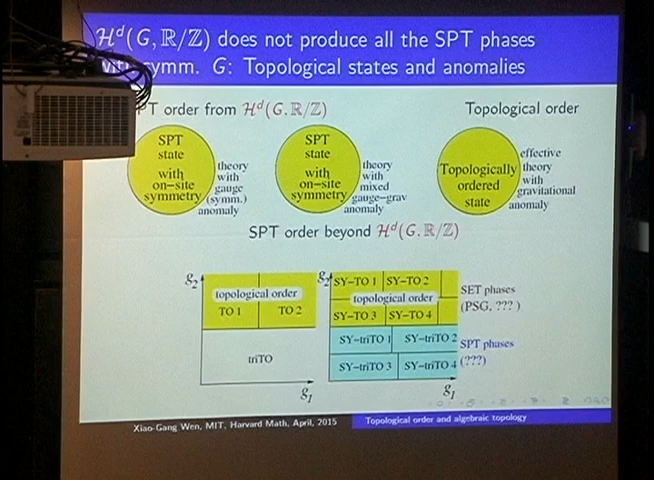 ℋᵈ(G, ℝ/ℤ) does not produce all the SPT phases
with symm. G: Topological states and anomalies
PT order from ℋᵈ(G, ℝ/ℤ)
Topological order
SPT
state
with
on-site
symmetry
theory
with
gauge
(symm.)
anomaly
SPT
state
with
on-site
symmetry
theory
with
mixed
gauge-grav
anomaly
Topologically
ordered
state
effective
theory
with
gravitational
anomaly
SPT order beyond ℋᵈ(G, ℝ/ℤ)
g₂
topological order
TO 1 TO 2
triTO
g₁
g₂
SY-TO 1 SY-TO 2
topological order
SY-TO 3 SY-TO 4
SY-triTO 1 SY-triTO 2
SY-triTO 3 SY-triTO 4
g₁
SET phases
(PSG, ??? )
SPT phases
(???)
Xiao-Gang Wen, MIT, Harvard Math, April, 2015
Topological order and algebraic topology